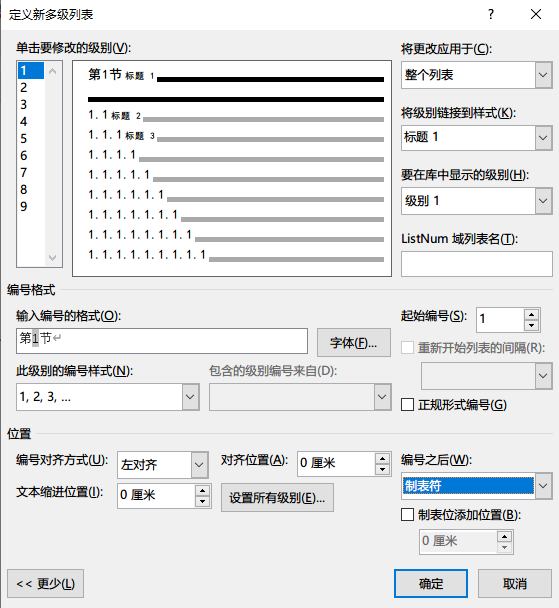 定义新多级列表
单击要修改的级别(V):
1
2
3
4
5
6
7
8
9
第1节 标题 1
1.1 标题 2
1.1.1 标题 3
1.1.1.1
1.1.1.1.1
1.1.1.1.1.1
1.1.1.1.1.1.1
1.1.1.1.1.1.1.1
1.1.1.1.1.1.1.1.1
将更改应用于(C):
整个列表
将级别链接到样式(K):
标题 1
要在库中显示的级别(H):
级别 1
ListNum 域列表名(T):
编号格式
输入编号的格式(O):
第1节↵
字体(F)...
起始编号(S):
1
重新开始列表的间隔(R):
此级别的编号样式(N):
1, 2, 3, ...
包含的级别编号来自(D):
正规形式编号(G)
位置
编号对齐方式(U):
左对齐
对齐位置(A):
0 厘米
编号之后(W):
制表符
文本缩进位置(I):
0 厘米
设置所有级别(E)...
制表位添加位置(B):
0 厘米
<< 更少(L)
确定
取消